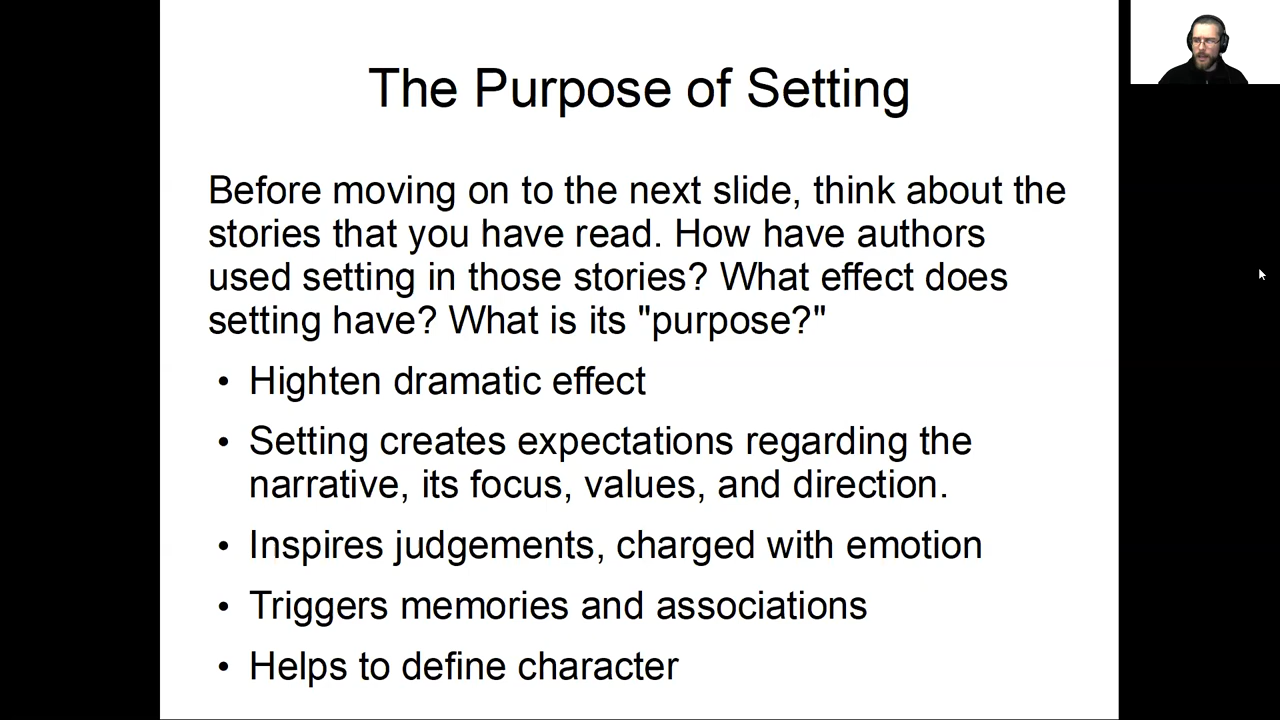 The Purpose of Setting
Before moving on to the next slide, think about the
stories that you have read. How have authors
used setting in those stories? What effect does
setting have? What is its "purpose?"
• Highten dramatic effect
• Setting creates expectations regarding the
narrative, its focus, values, and direction.
• Inspires judgements, charged with emotion
• Triggers memories and associations
• Helps to define character